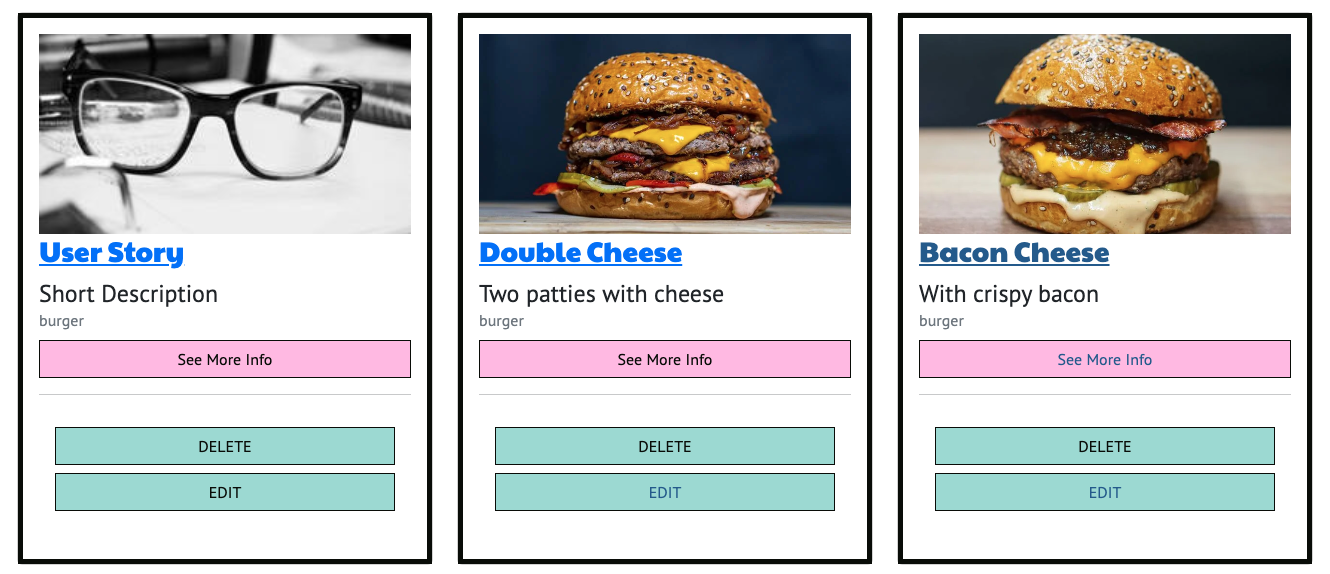 User Story
Short Description
burger
See More Info
DELETE
EDIT
Double Cheese
Two patties with cheese
burger
See More Info
DELETE
EDIT
Bacon Cheese
With crispy bacon
burger
See More Info
DELETE
EDIT